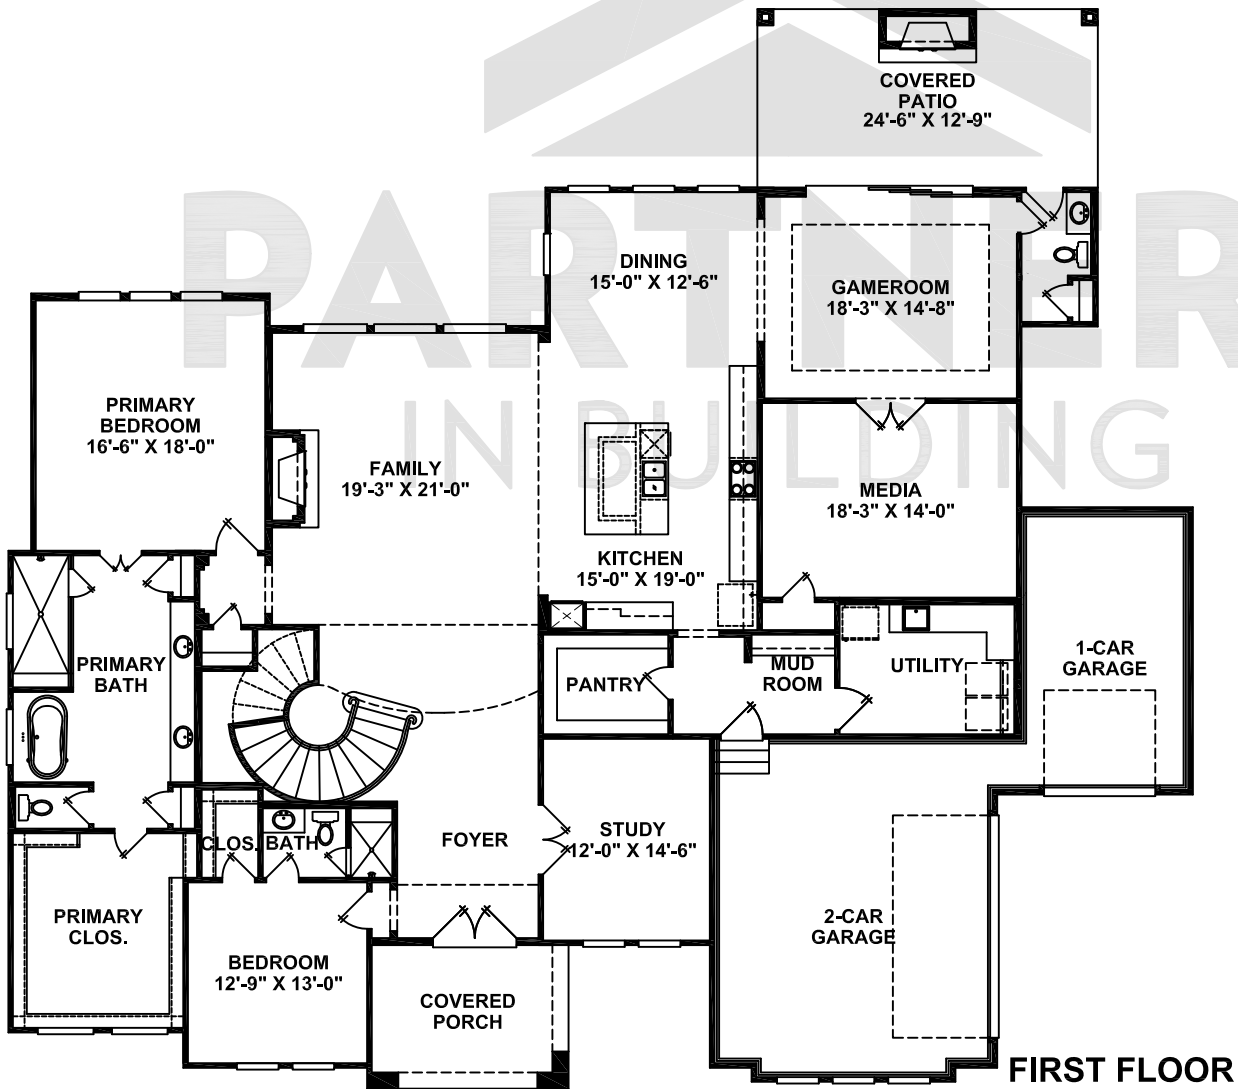 COVERED
PATIO
24'-6" X 12'-9"
PARTNER
IN BUILDING
DINING
15'-0" X 12'-6"
GAMEROOM
18'-3" X 14'-8"
PRIMARY
BEDROOM
16'-6" X 18'-0"
FAMILY
19'-3" X 21'-0"
MEDIA
18'-3" X 14'-0"
KITCHEN
15'-0" X 19'-0"
PRIMARY
BATH
PANTRY
MUD
ROOM
UTILITY
1-CAR
GARAGE
CLOS.
BATH
FOYER
STUDY
12'-0" X 14'-6"
PRIMARY
CLOS.
2-CAR
GARAGE
BEDROOM
12'-9" X 13'-0"
COVERED
PORCH
FIRST FLOOR